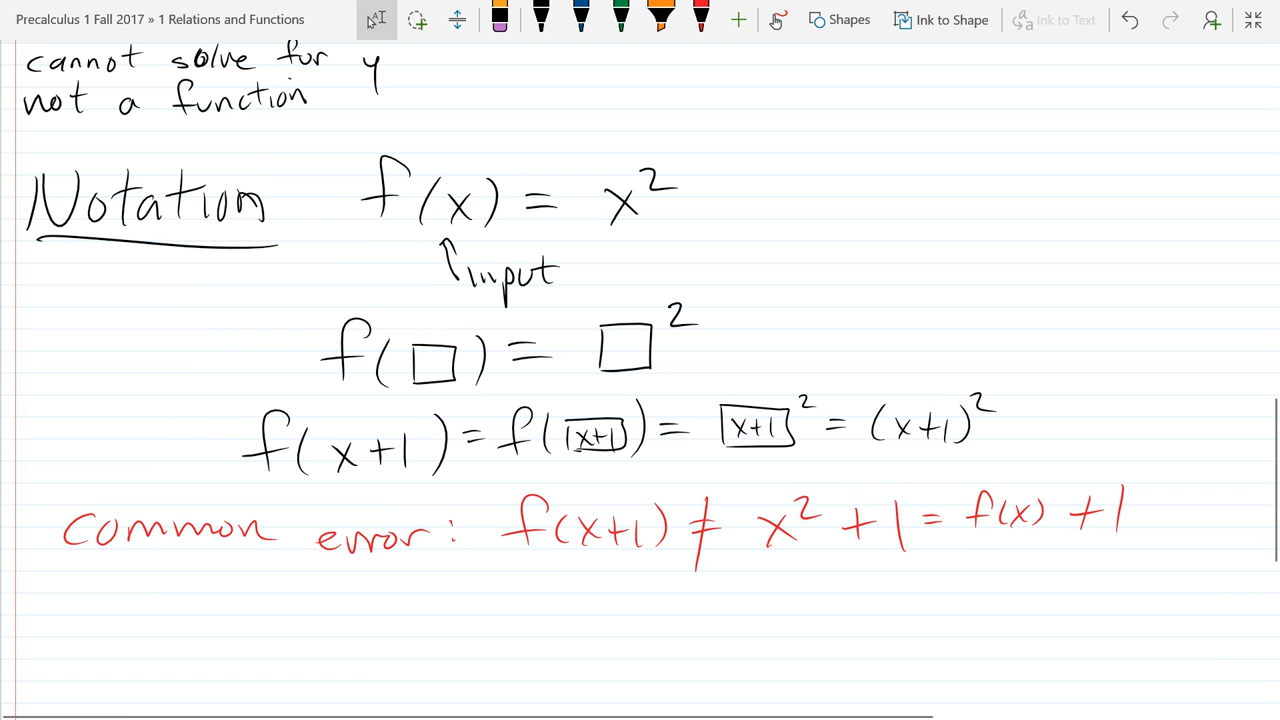 Precalculus 1 Fall 2017 » 1 Relations and Functions
Shapes
Ink to Shape
Ink to Text
cannot solve for y
not a function
Notation f(x) = x²
input
f(□) = □²
f(x+1) = f(x+1) = x+1² = (x+1)²
common error: f(x+1) ≠ x² + 1 = f(x) + 1